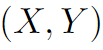 (X, Y)